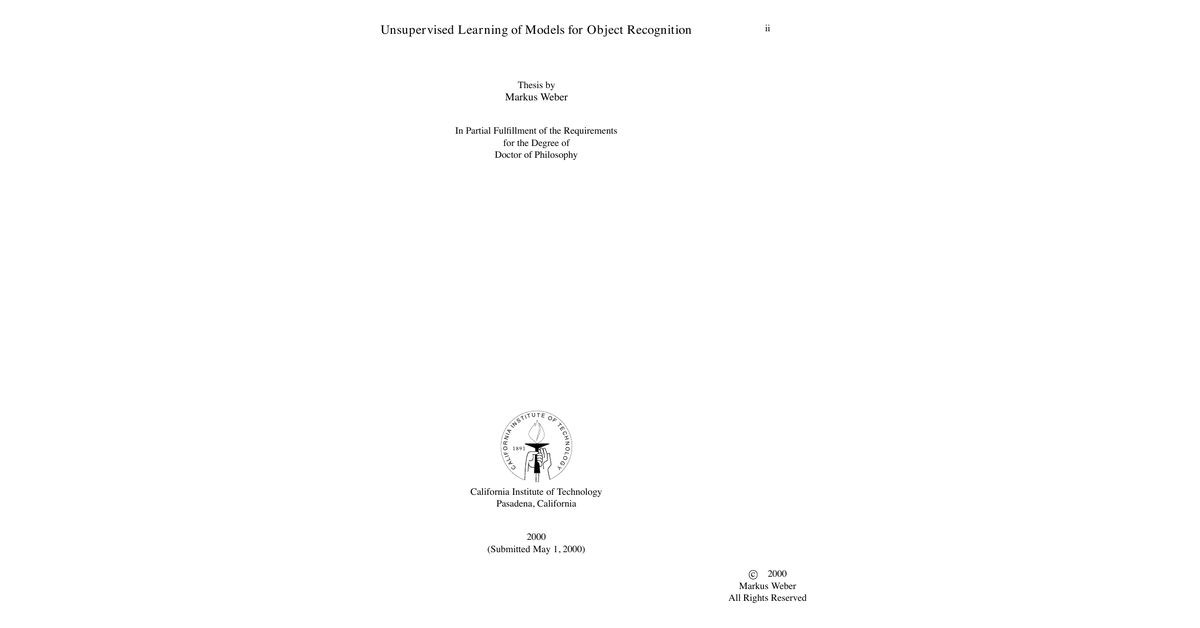 Unsupervised Learning of Models for Object Recognition
Thesis by
Markus Weber
In Partial Fulfillment of the Requirements
for the Degree of
Doctor of Philosophy
CALIFORNIA INSTITUTE OF TECHNOLOGY
1891
California Institute of Technology
Pasadena, California
2000
(Submitted May 1, 2000)
ii
© 2000
Markus Weber
All Rights Reserved